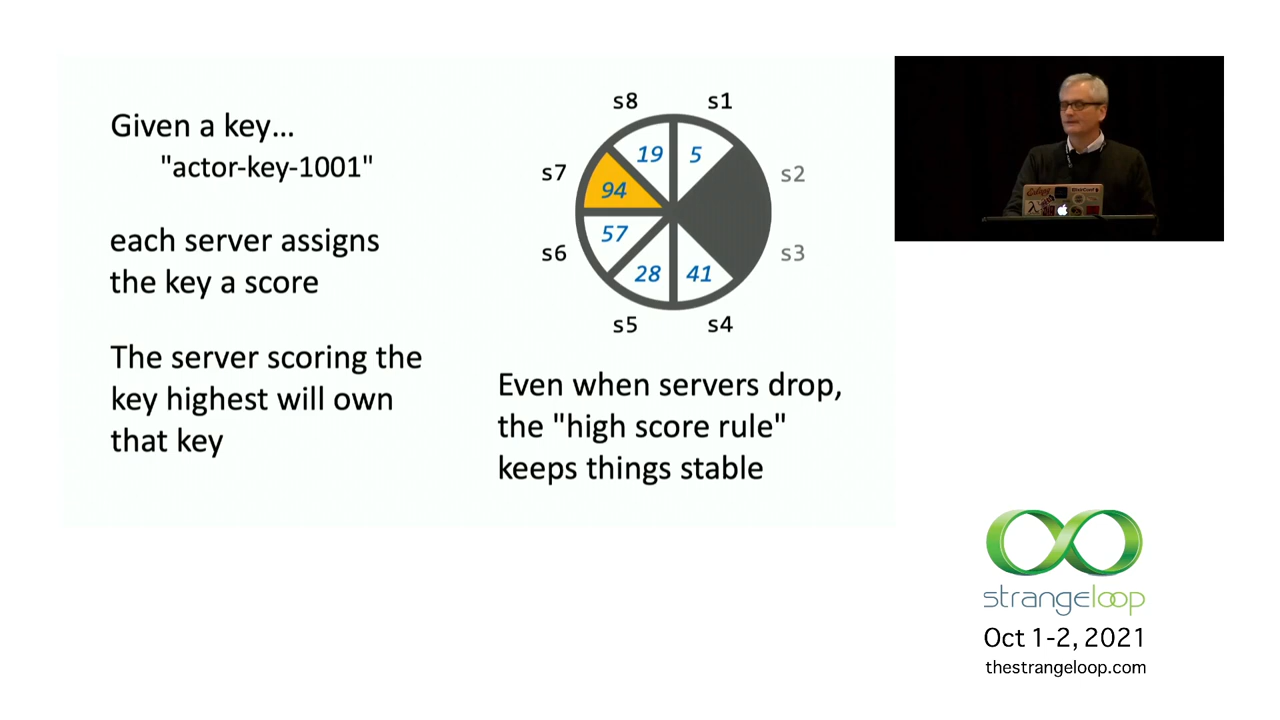 Given a key...
"actor-key-1001"
each server assigns
the key a score
The server scoring the
key highest will own
that key
s8
s1
s7
s2
s6
s3
s5
s4
19
5
94
57
28
41
Even when servers drop,
the "high score rule"
keeps things stable
strangeloop
Oct 1-2, 2021
thestrangeloop.com